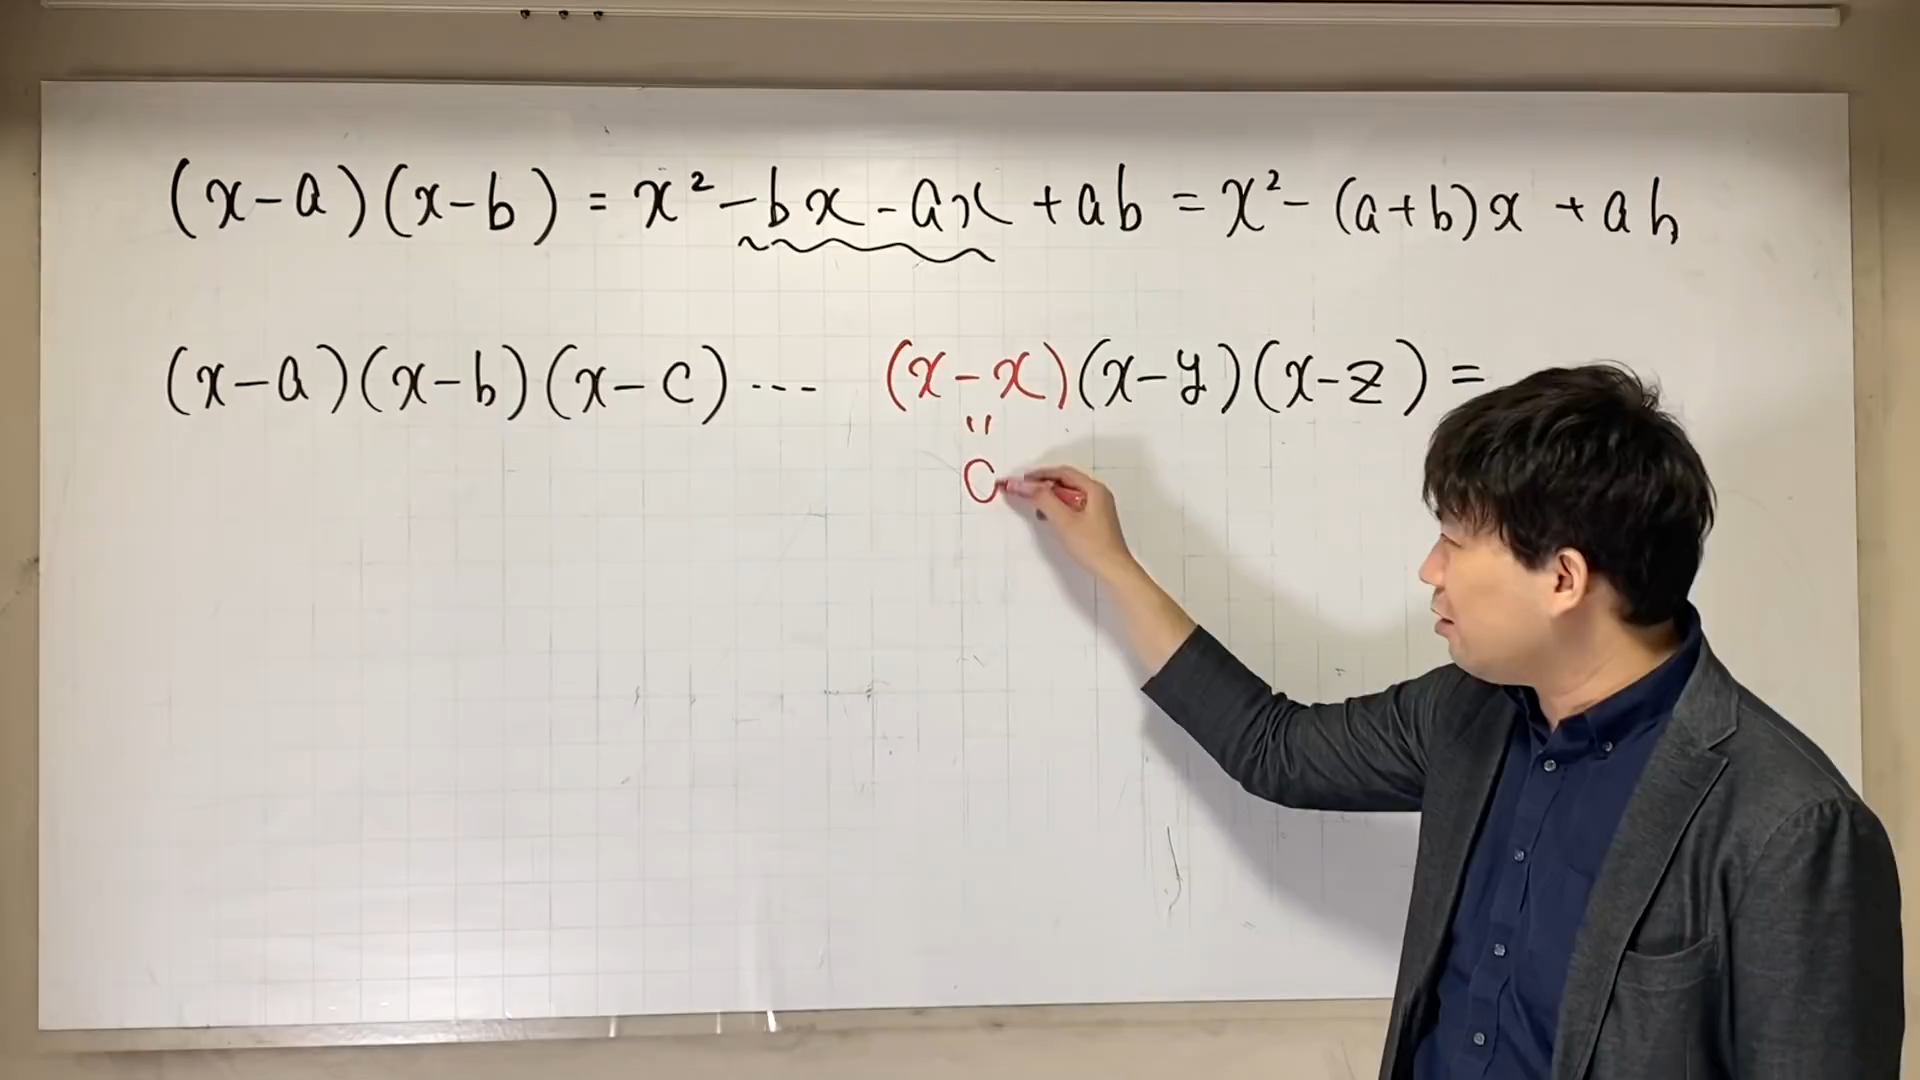 (x-a)(x-b) = x² -bx -ax + ab = x² - (a+b)x + ab
(x-a)(x-b)(x-c) ... (x-x)(x-y)(x-z) =
"
0